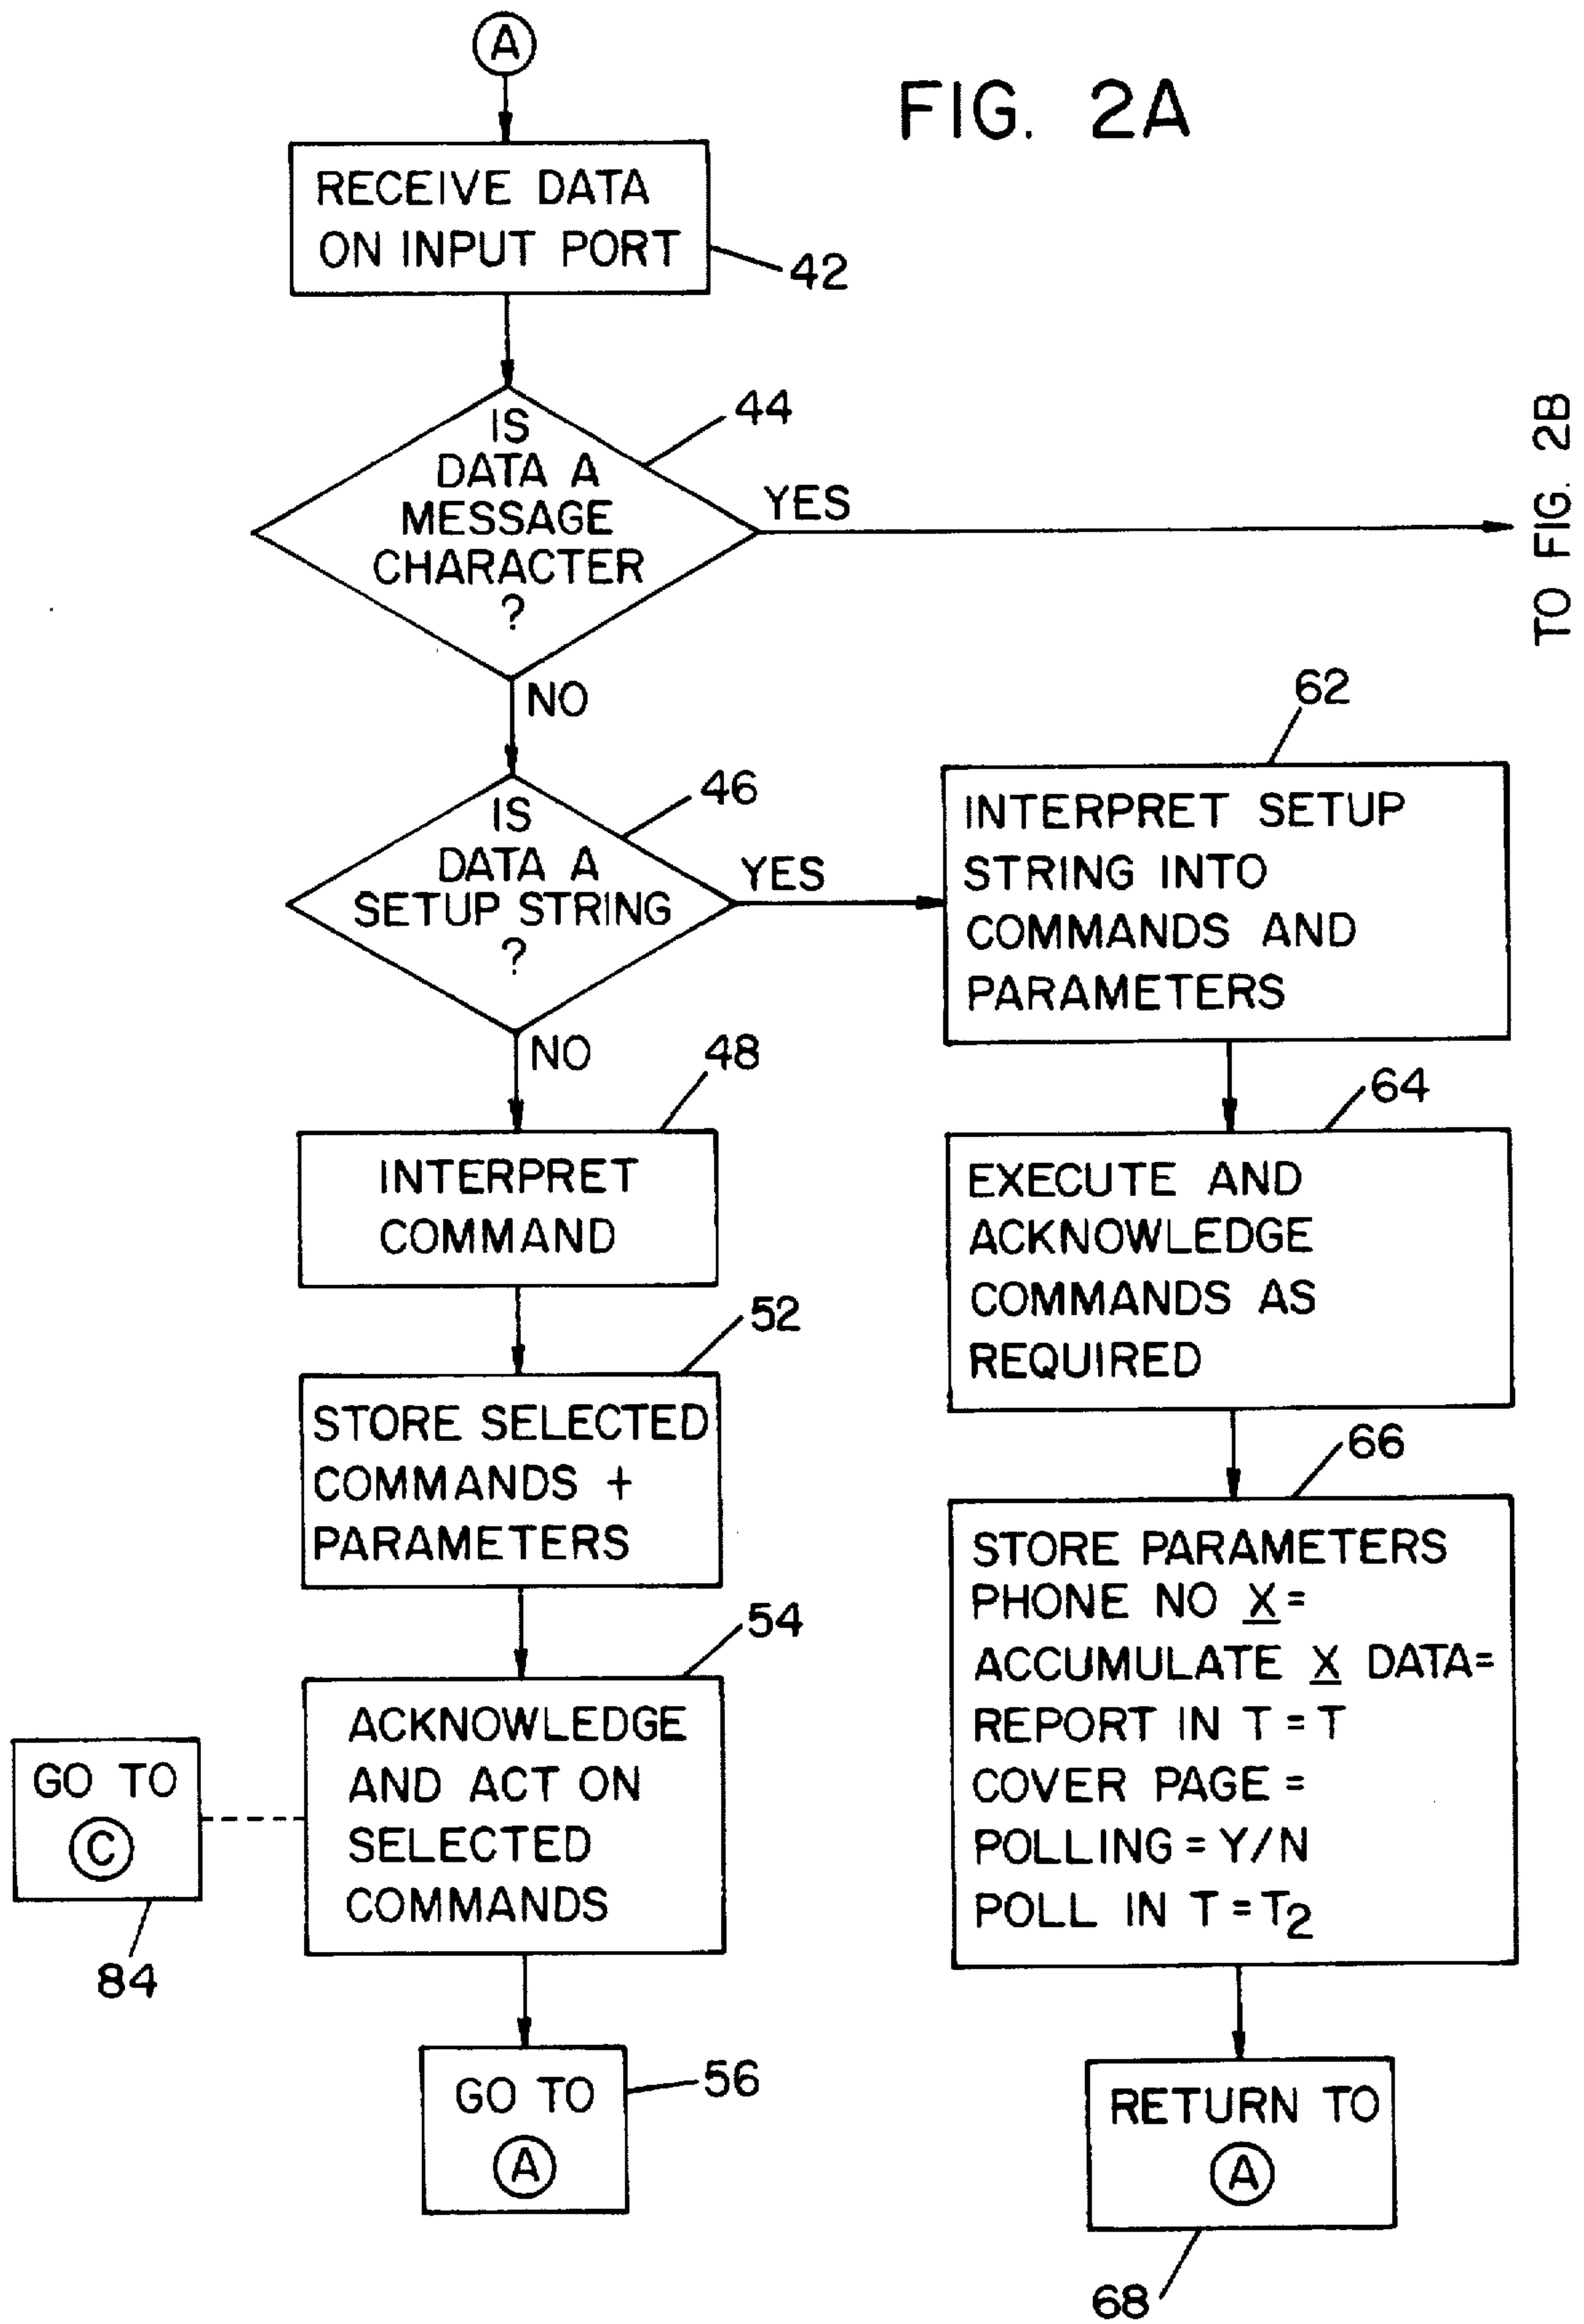 A
FIG. 2A
RECEIVE DATA
ON INPUT PORT
42
IS
DATA A
MESSAGE
CHARACTER
?
44
YES
TO FIG. 2B
NO
IS
DATA A
SETUP STRING
?
46
YES
NO
62
INTERPRET SETUP
STRING INTO
COMMANDS AND
PARAMETERS
48
INTERPRET
COMMAND
64
EXECUTE AND
ACKNOWLEDGE
COMMANDS AS
REQUIRED
52
STORE SELECTED
COMMANDS +
PARAMETERS
66
STORE PARAMETERS
PHONE NO X=
ACCUMULATE X DATA=
REPORT IN T = T
COVER PAGE =
POLLING = Y/N
POLL IN T = T2
54
ACKNOWLEDGE
AND ACT ON
SELECTED
COMMANDS
GO TO
C
84
GO TO
A
56
RETURN TO
A
68